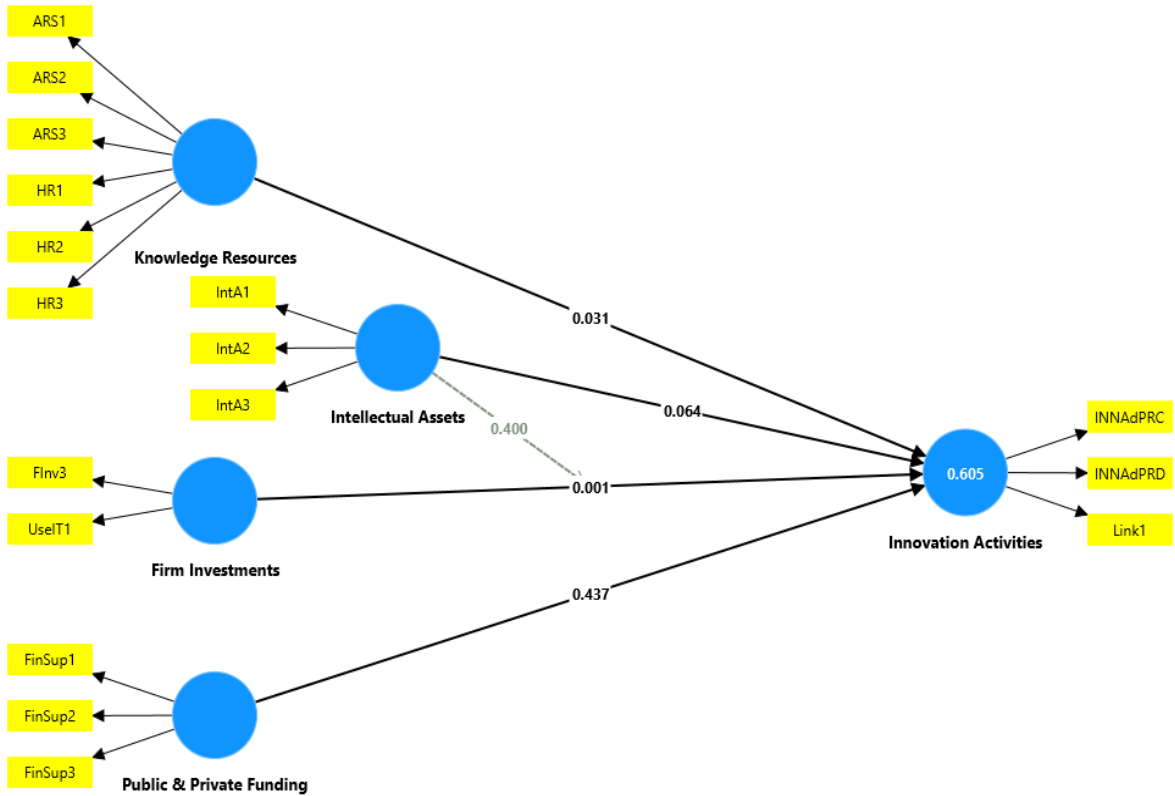 ARS1
ARS2
ARS3
HR1
HR2
HR3
Knowledge Resources
0.031
IntA1
IntA2
IntA3
Intellectual Assets
0.064
0.400
FInv3
UseIT1
Firm Investments
0.001
0.605
Innovation Activities
INNAdPRC
INNAdPRD
Link1
0.437
FinSup1
FinSup2
FinSup3
Public & Private Funding